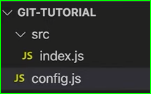 GIT-TUTORIAL
src
JS index.js
JS config.js